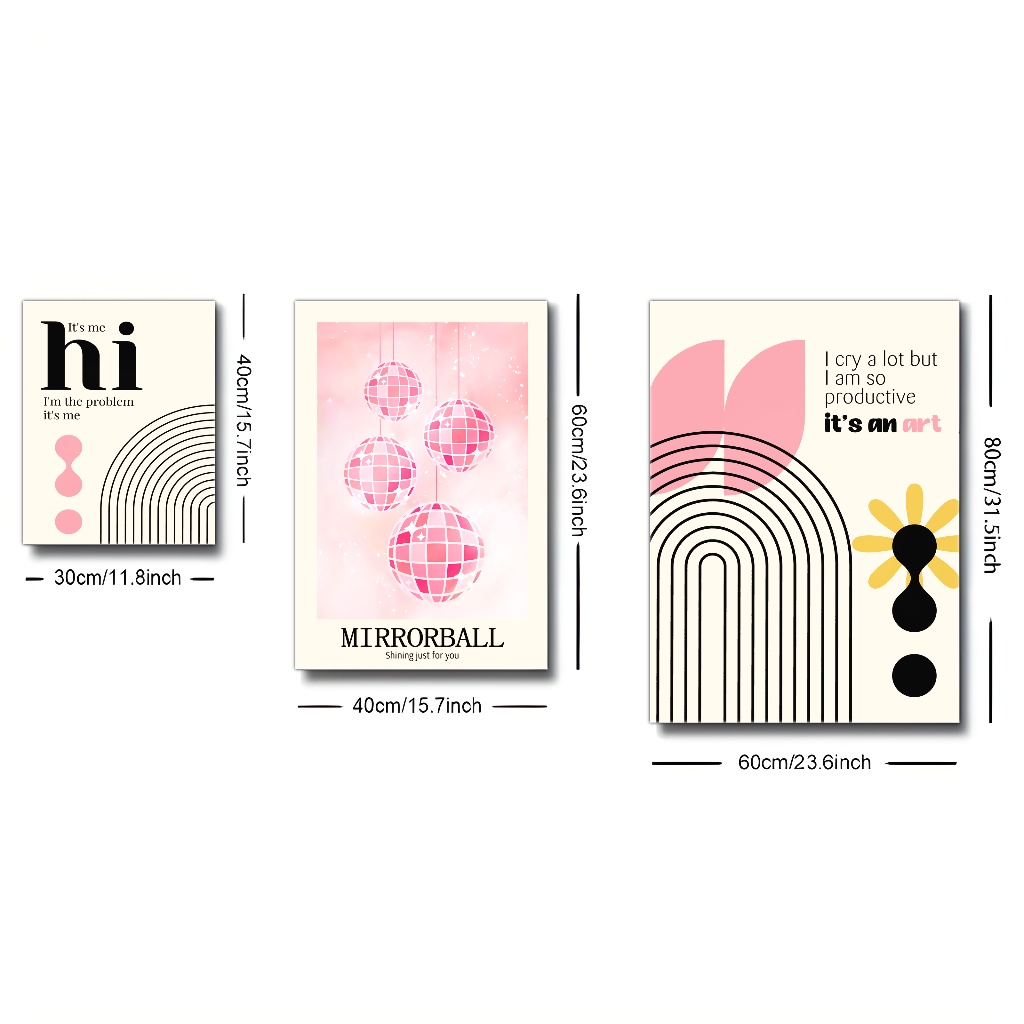 It's me
hi
I'm the problem
it's me
40cm/15.7inch
30cm/11.8inch
MIRRORBALL
Shining just for you
60cm/23.6inch
40cm/15.7inch
I cry a lot but
I am so
productive
it's an art
80cm/31.5inch
60cm/23.6inch